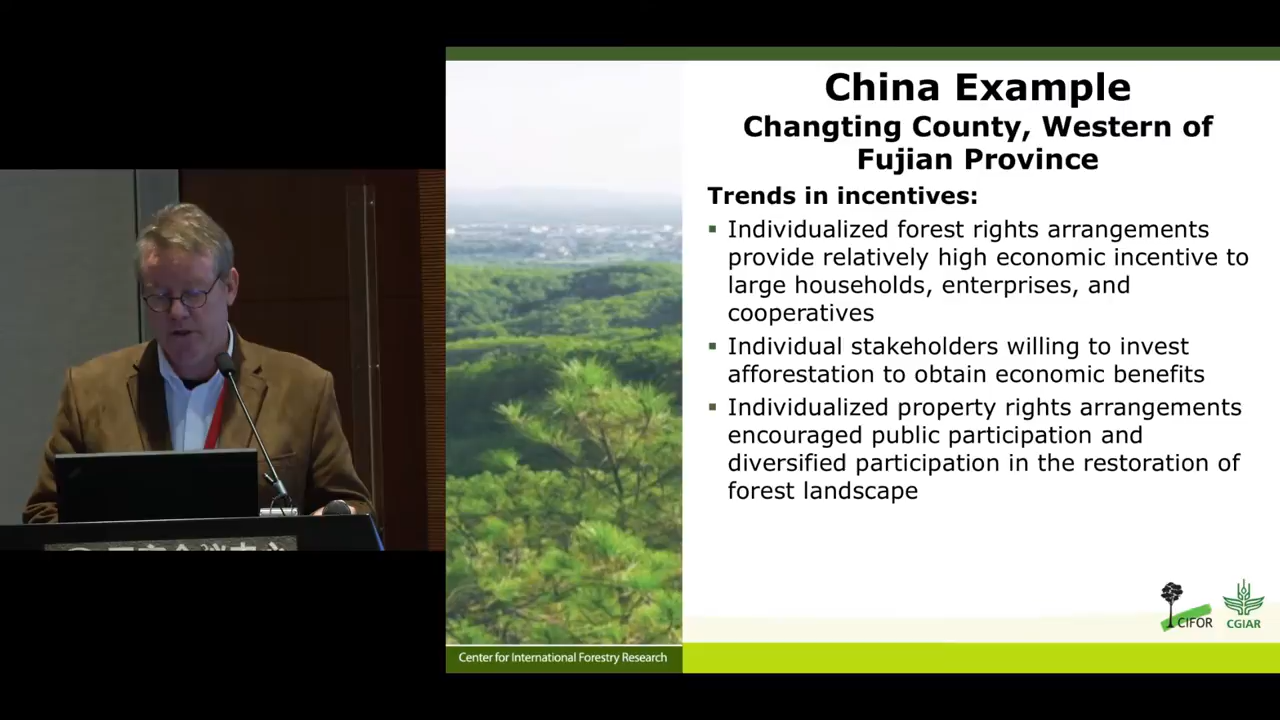 China Example
Changting County, Western of
Fujian Province
Trends in incentives:
▪ Individualized forest rights arrangements
provide relatively high economic incentive to
large households, enterprises, and
cooperatives
▪ Individual stakeholders willing to invest
afforestation to obtain economic benefits
▪ Individualized property rights arrangements
encouraged public participation and
diversified participation in the restoration of
forest landscape
CIFOR
CGIAR
Center for International Forestry Research